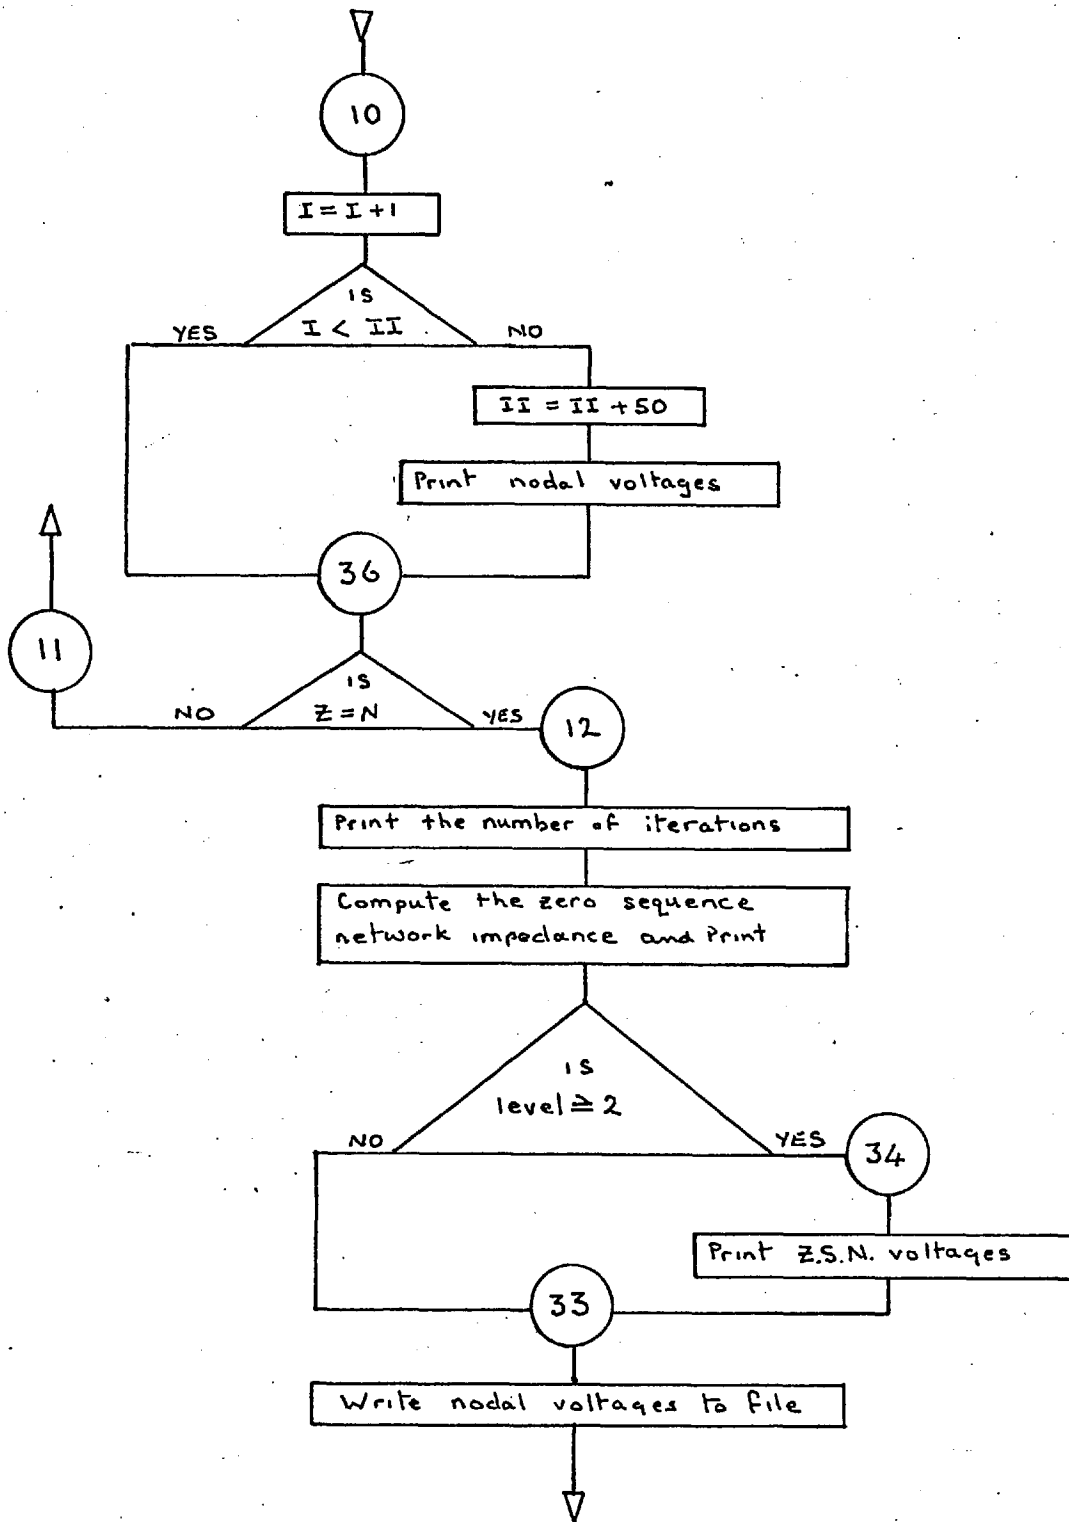 10
I = I + 1
IS
I < II
YES
NO
II = II + 50
Print nodal voltages
36
11
IS
Z = N
NO
YES
12
Print the number of iterations
Compute the zero sequence
network impedance and Print
IS
level ≥ 2
NO
YES
34
Print Z.S.N. voltages
33
Write nodal voltages to file